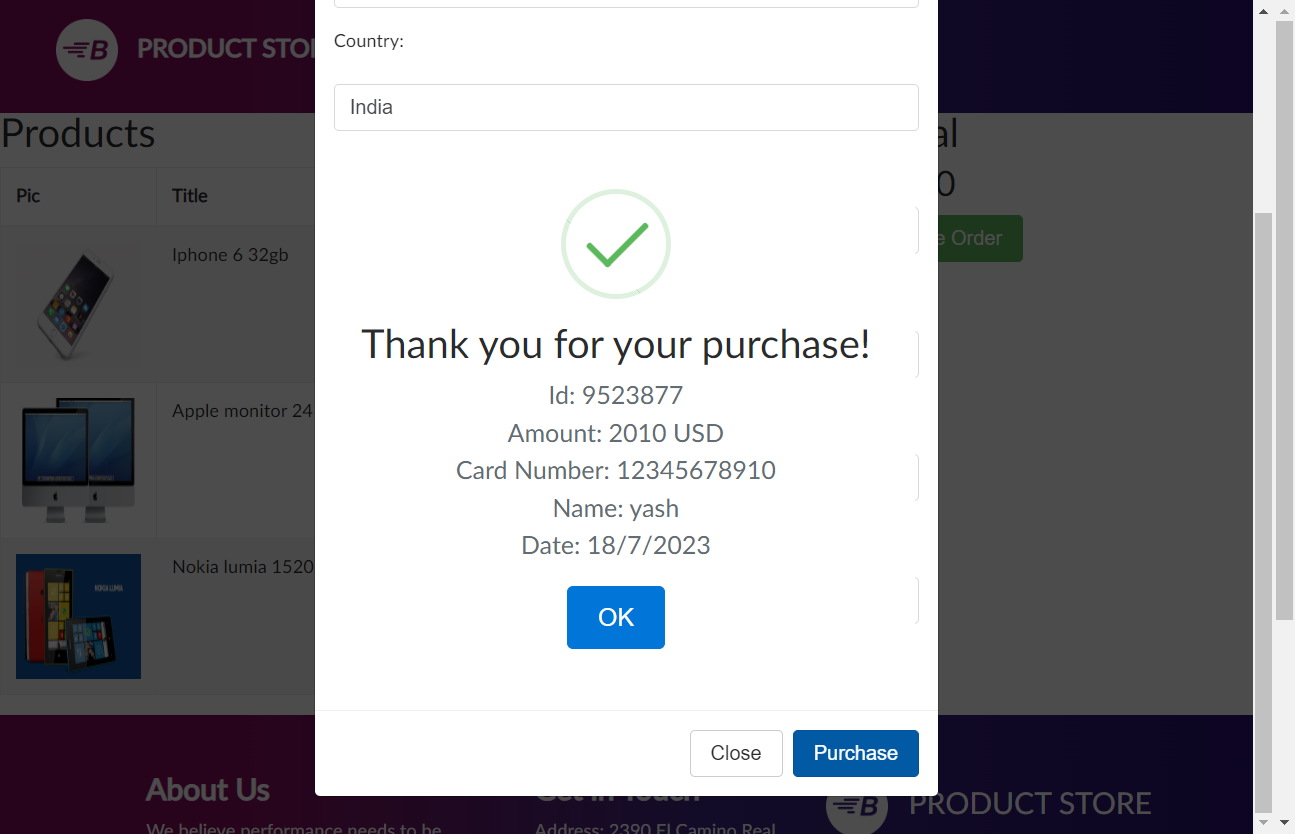 Country:
PRODUCT STO
India
Products
al
Pic
Title
0
e Order
Iphone 6 32gb
Thank you for your purchase!
Id: 9523877
Amount: 2010 USD
Apple monitor 24
Card Number: 12345678910
Name: yash
Date: 18/7/2023
Nokia lumia 1520
NOKIA LUMIA
OK
Close
Purchase
About Us
Get in Touch
PRODUCT STORE
We believe performance needs to be
Address: 2390 El Camino Real